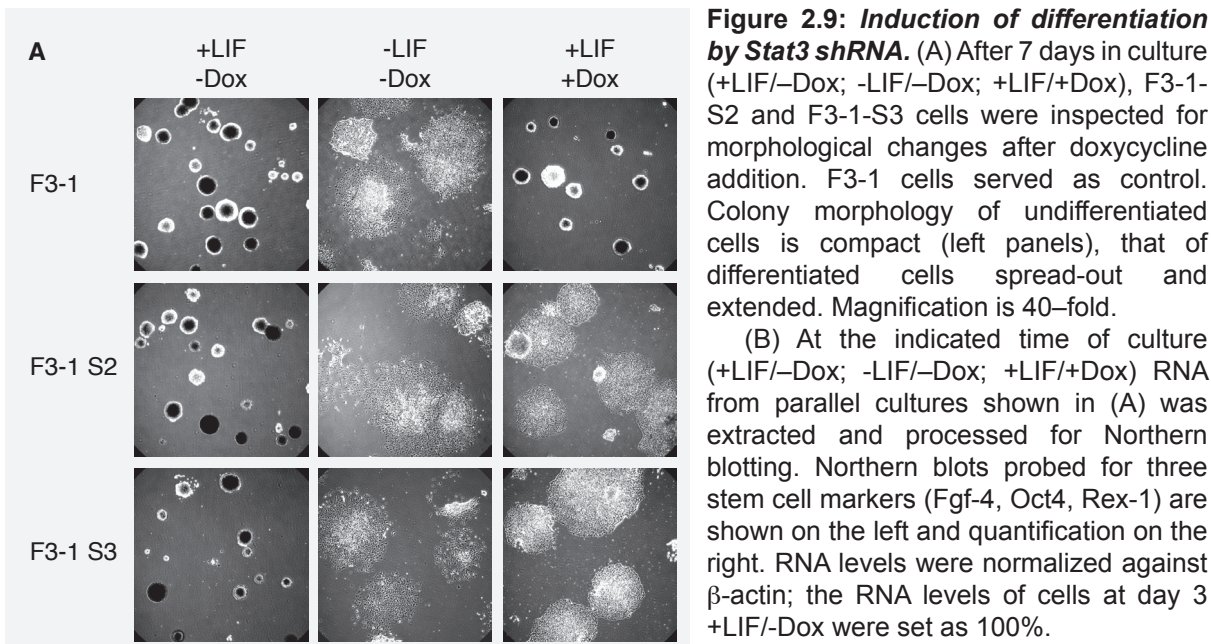 A
+LIF
-Dox
-LIF
-Dox
+LIF
+Dox
F3-1
F3-1 S2
F3-1 S3
Figure 2.9: Induction of differentiation
by Stat3 shRNA. (A) After 7 days in culture
(+LIF/–Dox; -LIF/–Dox; +LIF/+Dox), F3-1-
S2 and F3-1-S3 cells were inspected for
morphological changes after doxycycline
addition. F3-1 cells served as control.
Colony morphology of undifferentiated
cells is compact (left panels), that of
differentiated cells spread-out and
extended. Magnification is 40–fold.
(B) At the indicated time of culture
(+LIF/–Dox; -LIF/–Dox; +LIF/+Dox) RNA
from parallel cultures shown in (A) was
extracted and processed for Northern
blotting. Northern blots probed for three
stem cell markers (Fgf-4, Oct4, Rex-1) are
shown on the left and quantification on the
right. RNA levels were normalized against
β-actin; the RNA levels of cells at day 3
+LIF/-Dox were set as 100%.